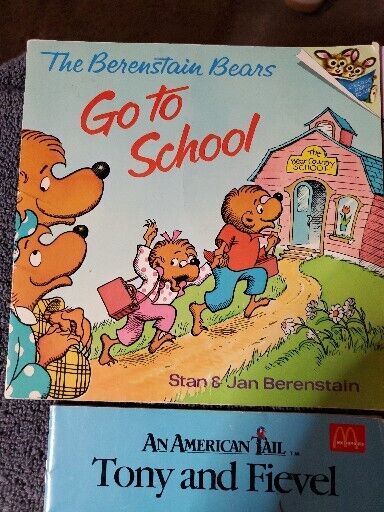 The Berenstain Bears
Go to
School
The
Bear Country
SCHOOL
Stan & Jan Berenstain
AN AMERICAN TAIL ™
Tony and Fievel